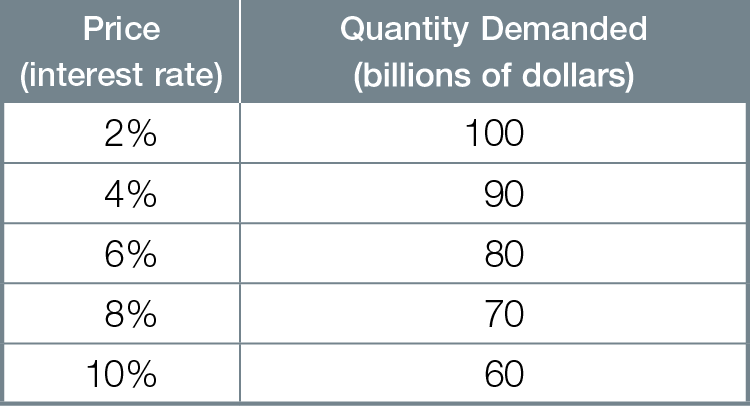 Price Quantity Demanded
(interest rate) (billions of dollars)
2% 100
4% 90
6% 80
8% 70
10% 60